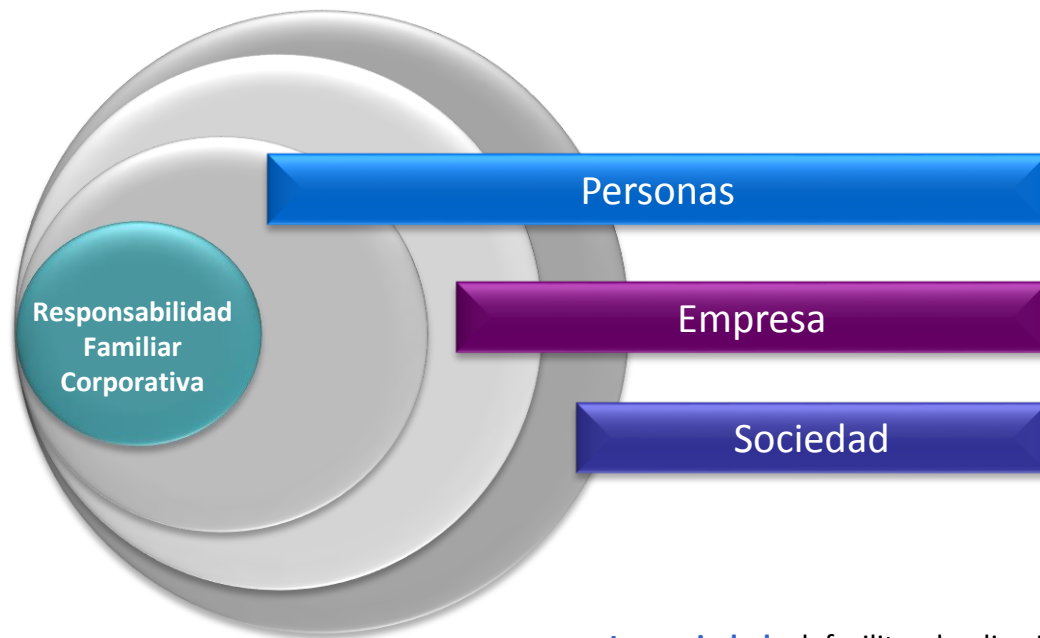 Personas
Responsabilidad
Familiar
Corporativa
Empresa
Sociedad